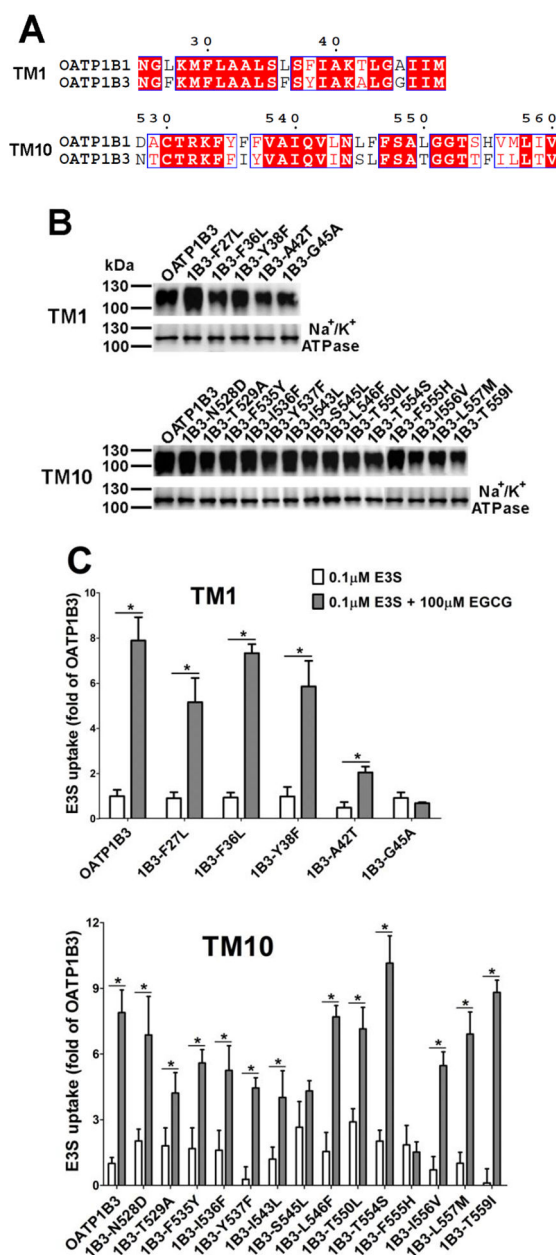 A
30 40
TM1
OATP1B1 NGLKMFLAALSLSFIAKTLGAIIM
OATP1B3 NGFKMFLAALSFSYIAKALGGIIM
530 540 550 560
TM10
OATP1B1 DACTRKFYFFVAIQVLNLFFSALGGTSHVMLIV
OATP1B3 NTCTRKFFIYVAIQVINSLFSATGGTTFILLTV
B
kDa OATP1B3 1B3-F27L 1B3-F36L 1B3-Y38F 1B3-A42T 1B3-G45A
TM1
130
100
130
100
Na+/K+
ATPase
OATP1B3 1B3-N528D 1B3-T529A 1B3-F535Y 1B3-I536F 1B3-Y537F 1B3-I543L 1B3-S545L 1B3-L546F 1B3-T550L 1B3-T554S 1B3-F555H 1B3-I556V 1B3-L557M 1B3-T559I
TM10
130
100
130
100
Na+/K+
ATPase
C
TM1
0.1μM E3S
0.1μM E3S + 100μM EGCG
E3S uptake (fold of OATP1B3)
10
8
6
4
2
0
* * * * *
OATP1B3 1B3-F27L 1B3-F36L 1B3-Y38F 1B3-A42T 1B3-G45A
TM10
E3S uptake (fold of OATP1B3)
12
9
6
3
0
* * * * * * * * * * * * *
OATP1B3 1B3-N528D 1B3-T529A 1B3-F535Y 1B3-I536F 1B3-Y537F 1B3-I543L 1B3-S545L 1B3-L546F 1B3-T550L 1B3-T554S 1B3-F555H 1B3-I556V 1B3-L557M 1B3-T559I